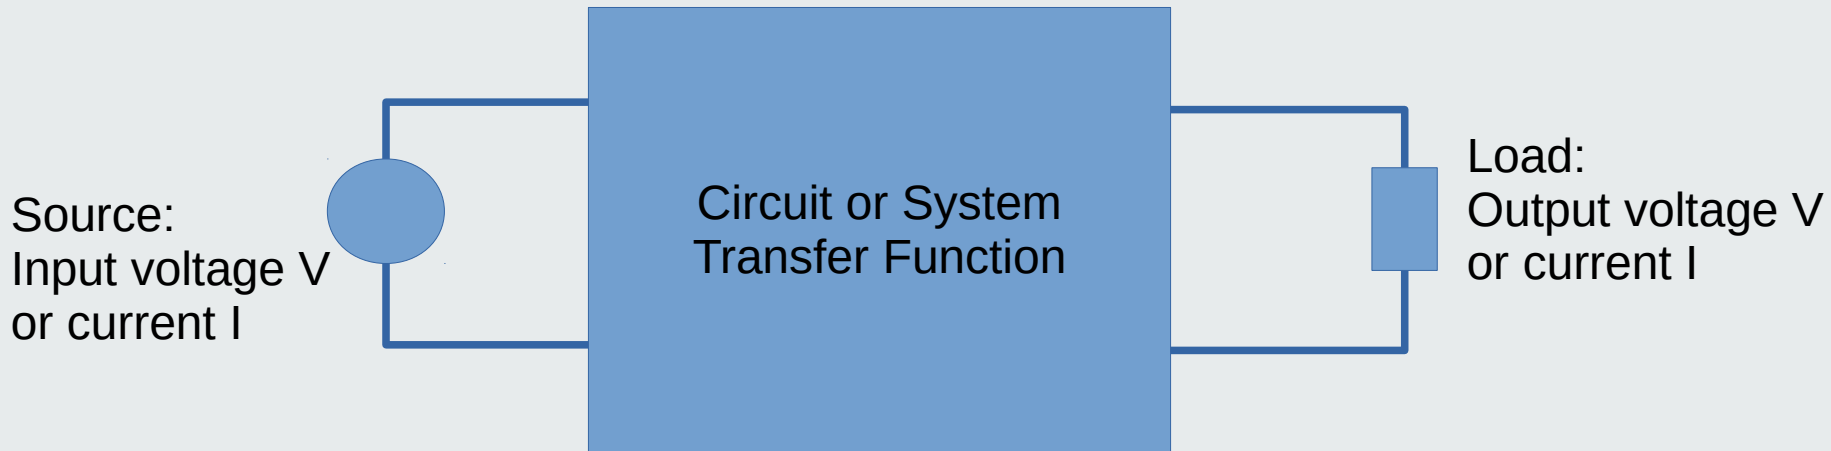 Source:
Input voltage V
or current I
Circuit or System
Transfer Function
Load:
Output voltage V
or current I